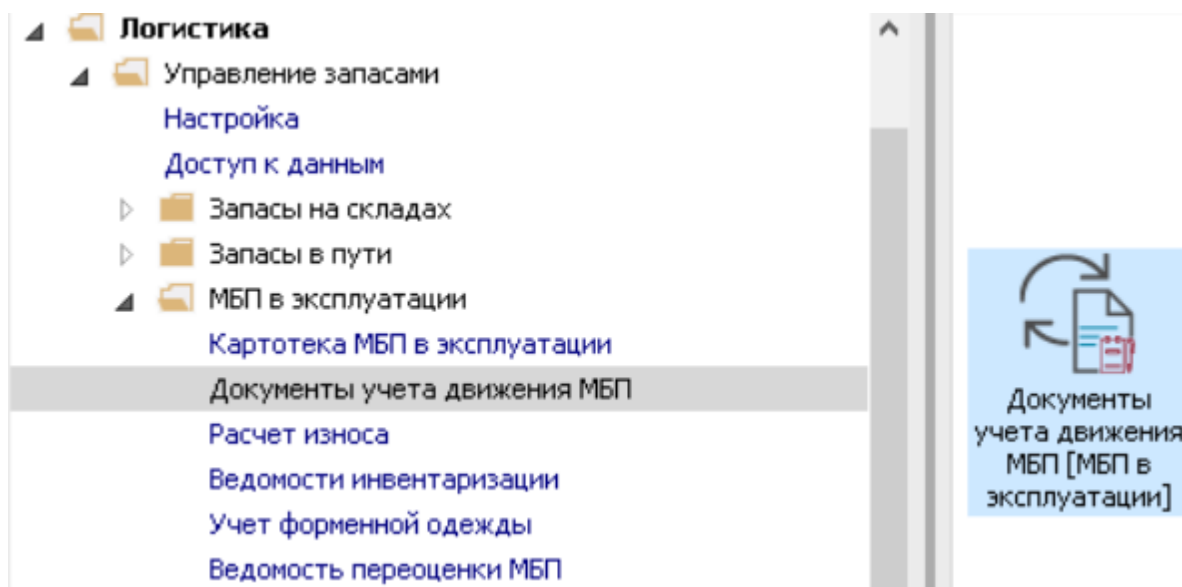 Логистика
Управление запасами
Настройка
Доступ к данным
Запасы на складах
Запасы в пути
МБП в эксплуатации
Картотека МБП в эксплуатации
Документы учета движения МБП
Расчет износа
Ведомости инвентаризации
Учет форменной одежды
Ведомость переоценки МБП
Документы
учета движения
МБП [МБП в
эксплуатации]